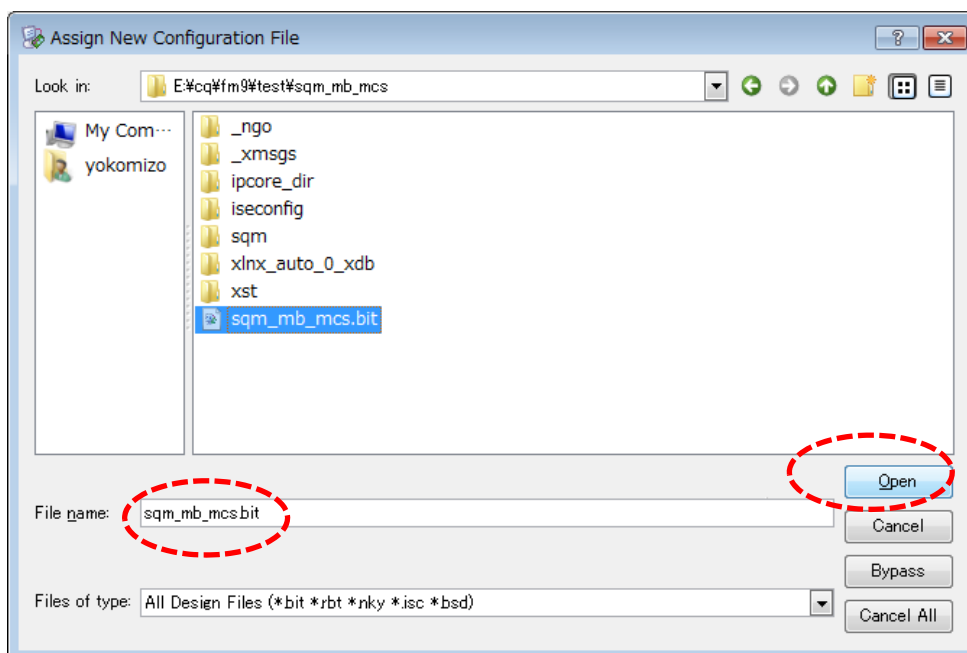 Assign New Configuration File
Look in: E:¥cq¥fm9¥test¥sqm_mb_mcs
My Com…
yokomizo
_ngo
_xmsgs
ipcore_dir
iseconfig
sqm
xlnx_auto_0_xdb
xst
sqm_mb_mcs.bit
Open
File name: sqm_mb_mcs.bit
Cancel
Bypass
Files of type: All Design Files (*.bit *.rbt *.nky *.isc *.bsd)
Cancel All